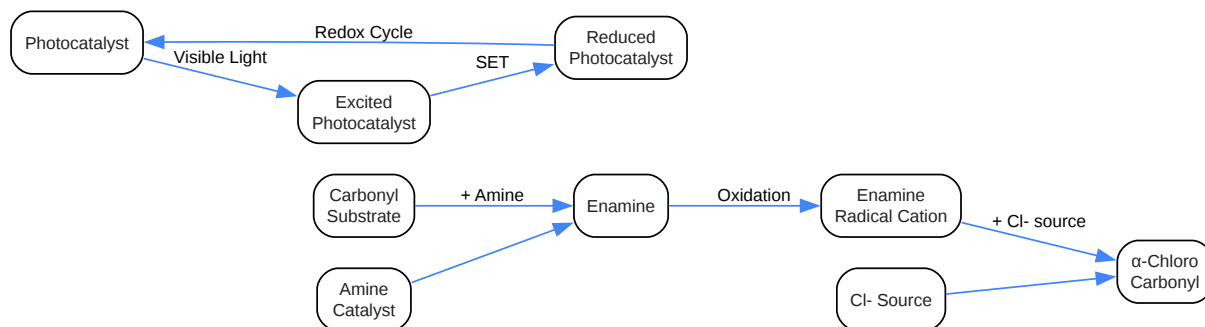 Photocatalyst
Redox Cycle
Reduced
Photocatalyst
Visible Light
SET
Excited
Photocatalyst
Carbonyl
Substrate
+ Amine
Enamine
Oxidation
Enamine
Radical Cation
+ Cl- source
Amine
Catalyst
Cl- Source
α-Chloro
Carbonyl